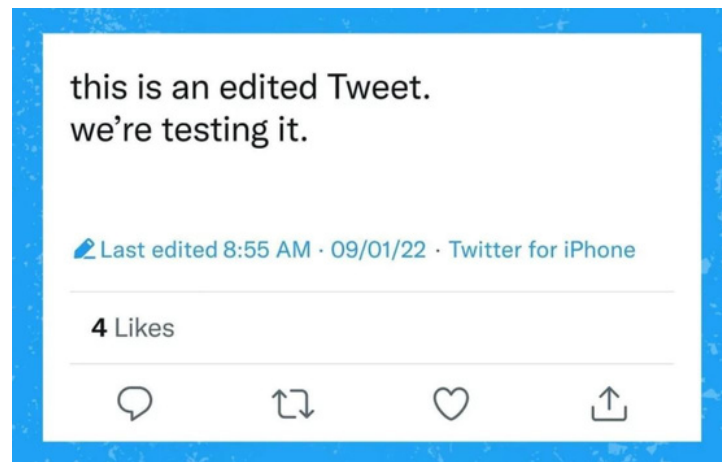 this is an edited Tweet.
we’re testing it.
Last edited 8:55 AM · 09/01/22 · Twitter for iPhone
4 Likes